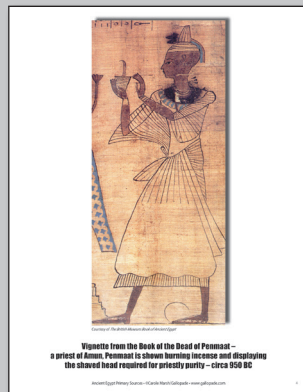 Courtesy of The British Museum Book of Ancient Egypt
Vignette from the Book of the Dead of Penmaat –
a priest of Amun, Penmaat is shown burning incense and displaying
the shaved head required for priestly purity – circa 950 BC
Ancient Egypt Primary Sources • ©Carole Marsh/Gallopade • www.gallopade.com